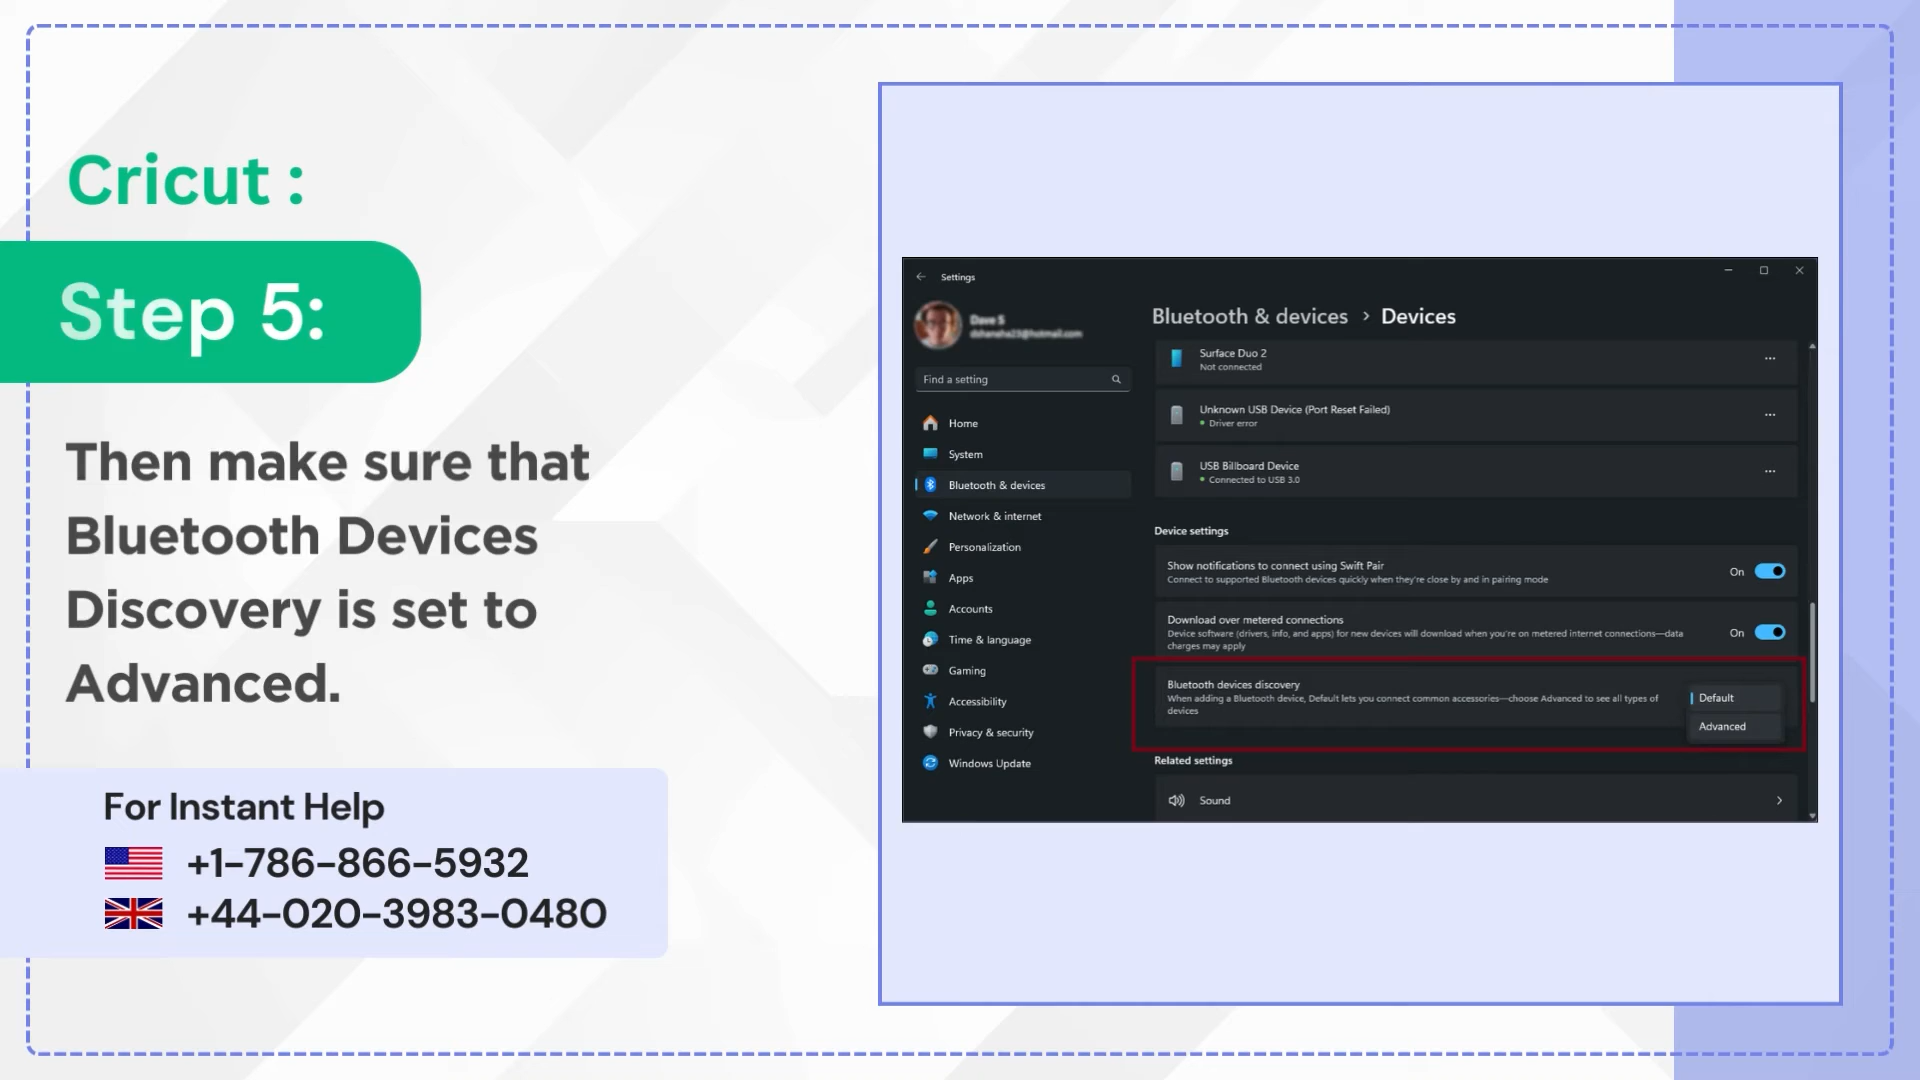 Cricut :
Step 5:
Then make sure that
Bluetooth Devices
Discovery is set to
Advanced.
For Instant Help
+1-786-866-5932
+44-020-3983-0480
Settings
Dave S
Find a setting
Home
System
Bluetooth & devices
Network & internet
Personalization
Apps
Accounts
Time & language
Gaming
Accessibility
Privacy & security
Windows Update
Bluetooth & devices > Devices
Surface Duo 2
Not connected
Unknown USB Device (Port Reset Failed)
Driver error
USB Billboard Device
Connected to USB 3.0
Device settings
Show notifications to connect using Swift Pair
Connect to supported Bluetooth devices quickly when they're close by and in pairing mode
On
Download over metered connections
Device software (drivers, info, and apps) for new devices will download when you're on metered internet connections—data
charges may apply
On
Bluetooth devices discovery
When adding a Bluetooth device, Default lets you connect common accessories—choose Advanced to see all types of
devices
Default
Advanced
Related settings
Sound